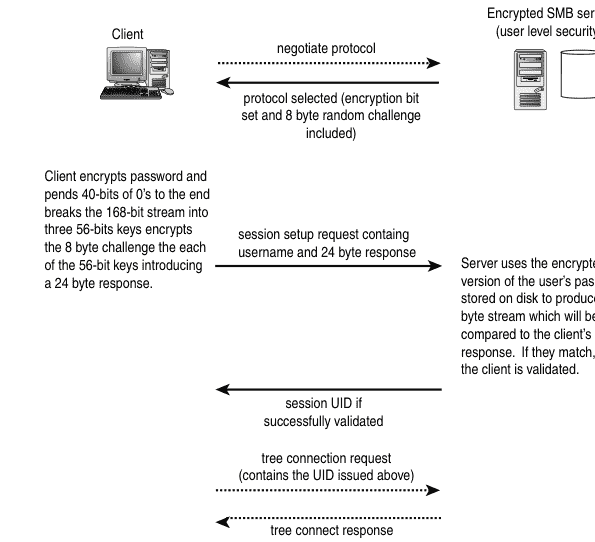 Client
Encrypted SMB ser
(user level security
negotiate protocol
protocol selected (encryption bit
set and 8 byte random challenge
included)
Client encrypts password and
pends 40-bits of 0's to the end
breaks the 168-bit stream into
three 56-bits keys encrypts
the 8 byte challenge the each
of the 56-bit keys introducing
a 24 byte response.
session setup request containg
username and 24 byte response
Server uses the encrypte
version of the user's pas
stored on disk to produce
byte stream which will be
compared to the client's
response. If they match,
the client is validated.
session UID if
successfully validated
tree connection request
(contains the UID issued above)
tree connect response